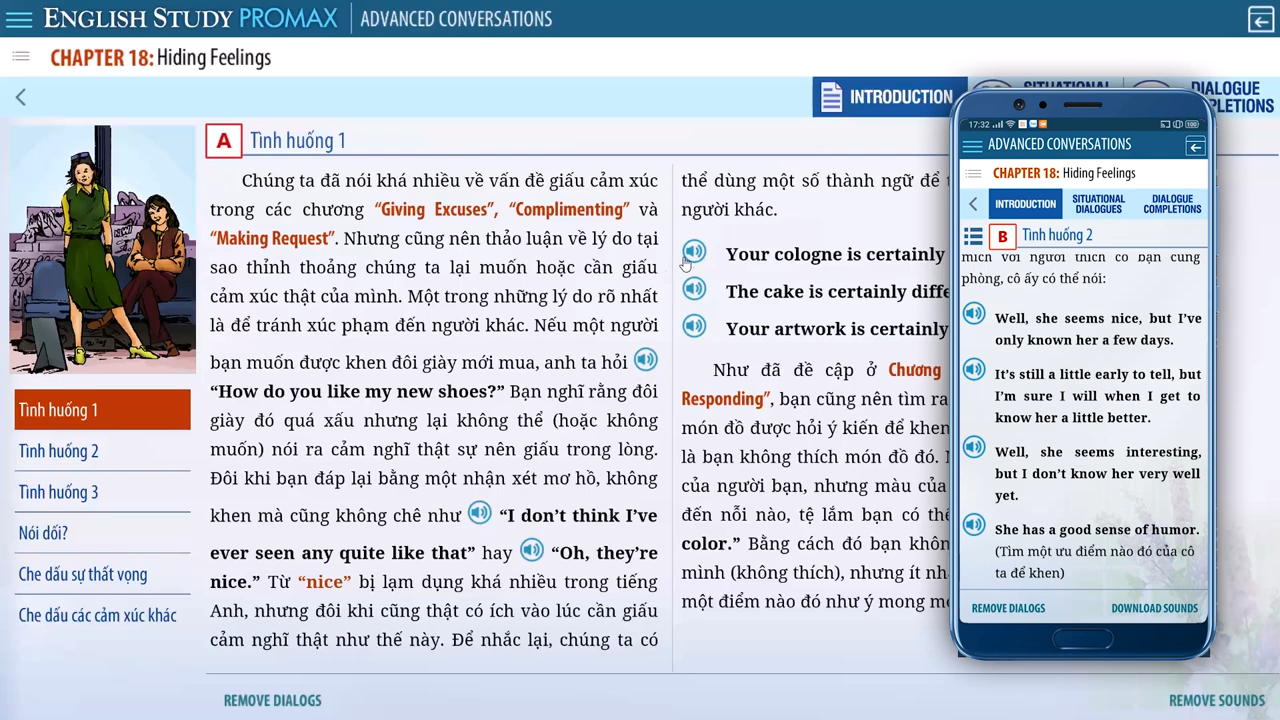 ENGLISH STUDY PROMAX ADVANCED CONVERSATIONS
CHAPTER 18: Hiding Feelings
INTRODUCTION
SITUATIONAL
DIALOGUE
COMPLETIONS
A Tình huống 1
Tình huống 1
Tình huống 2
Tình huống 3
Nói dối?
Che dấu sự thất vọng
Che dấu các cảm xúc khác
Chúng ta đã nói khá nhiều về vấn đề giấu cảm xúc
trong các chương “Giving Excuses”, “Complimenting” và
“Making Request”. Nhưng cũng nên thảo luận về lý do tại
sao thỉnh thoảng chúng ta lại muốn hoặc cần giấu
cảm xúc thật của mình. Một trong những lý do rõ nhất
là để tránh xúc phạm đến người khác. Nếu một người
bạn muốn được khen đôi giày mới mua, anh ta hỏi
“How do you like my new shoes?” Bạn nghĩ rằng đôi
giày đó quá xấu nhưng lại không thể (hoặc không
muốn) nói ra cảm nghĩ thật sự nên giấu trong lòng.
Đôi khi bạn đáp lại bằng một nhận xét mơ hồ, không
khen mà cũng không chê như “I don’t think I’ve
ever seen any quite like that” hay “Oh, they’re
nice.” Từ “nice” bị lạm dụng khá nhiều trong tiếng
Anh, nhưng đôi khi cũng thật có ích vào lúc cần giấu
cảm nghĩ thật như thế này. Để nhắc lại, chúng ta có
thể dùng một số thành ngữ để
người khác.
Your cologne is certainly
The cake is certainly diffe
Your artwork is certainly
Như đã đề cập ở Chương
Responding”, bạn cũng nên tìm ra
món đồ được hỏi ý kiến để khen
là bạn không thích món đồ đó.
của người bạn, nhưng màu của
đến nỗi nào, tệ lắm bạn có thể
color.” Bằng cách đó bạn khôn
mình (không thích), nhưng ít nh
một điểm nào đó như ý mong m
REMOVE DIALOGS
REMOVE SOUNDS
17:32
100
ADVANCED CONVERSATIONS
CHAPTER 18: Hiding Feelings
INTRODUCTION
SITUATIONAL
DIALOGUES
DIALOGUE
COMPLETIONS
B Tình huống 2
phòng, cô ấy có thể nói:
Well, she seems nice, but I’ve
only known her a few days.
It’s still a little early to tell, but
I’m sure I will when I get to
know her a little better.
Well, she seems interesting,
but I don’t know her very well
yet.
She has a good sense of humor.
(Tìm một ưu điểm nào đó của cô
ta để khen)
REMOVE DIALOGS
DOWNLOAD SOUNDS